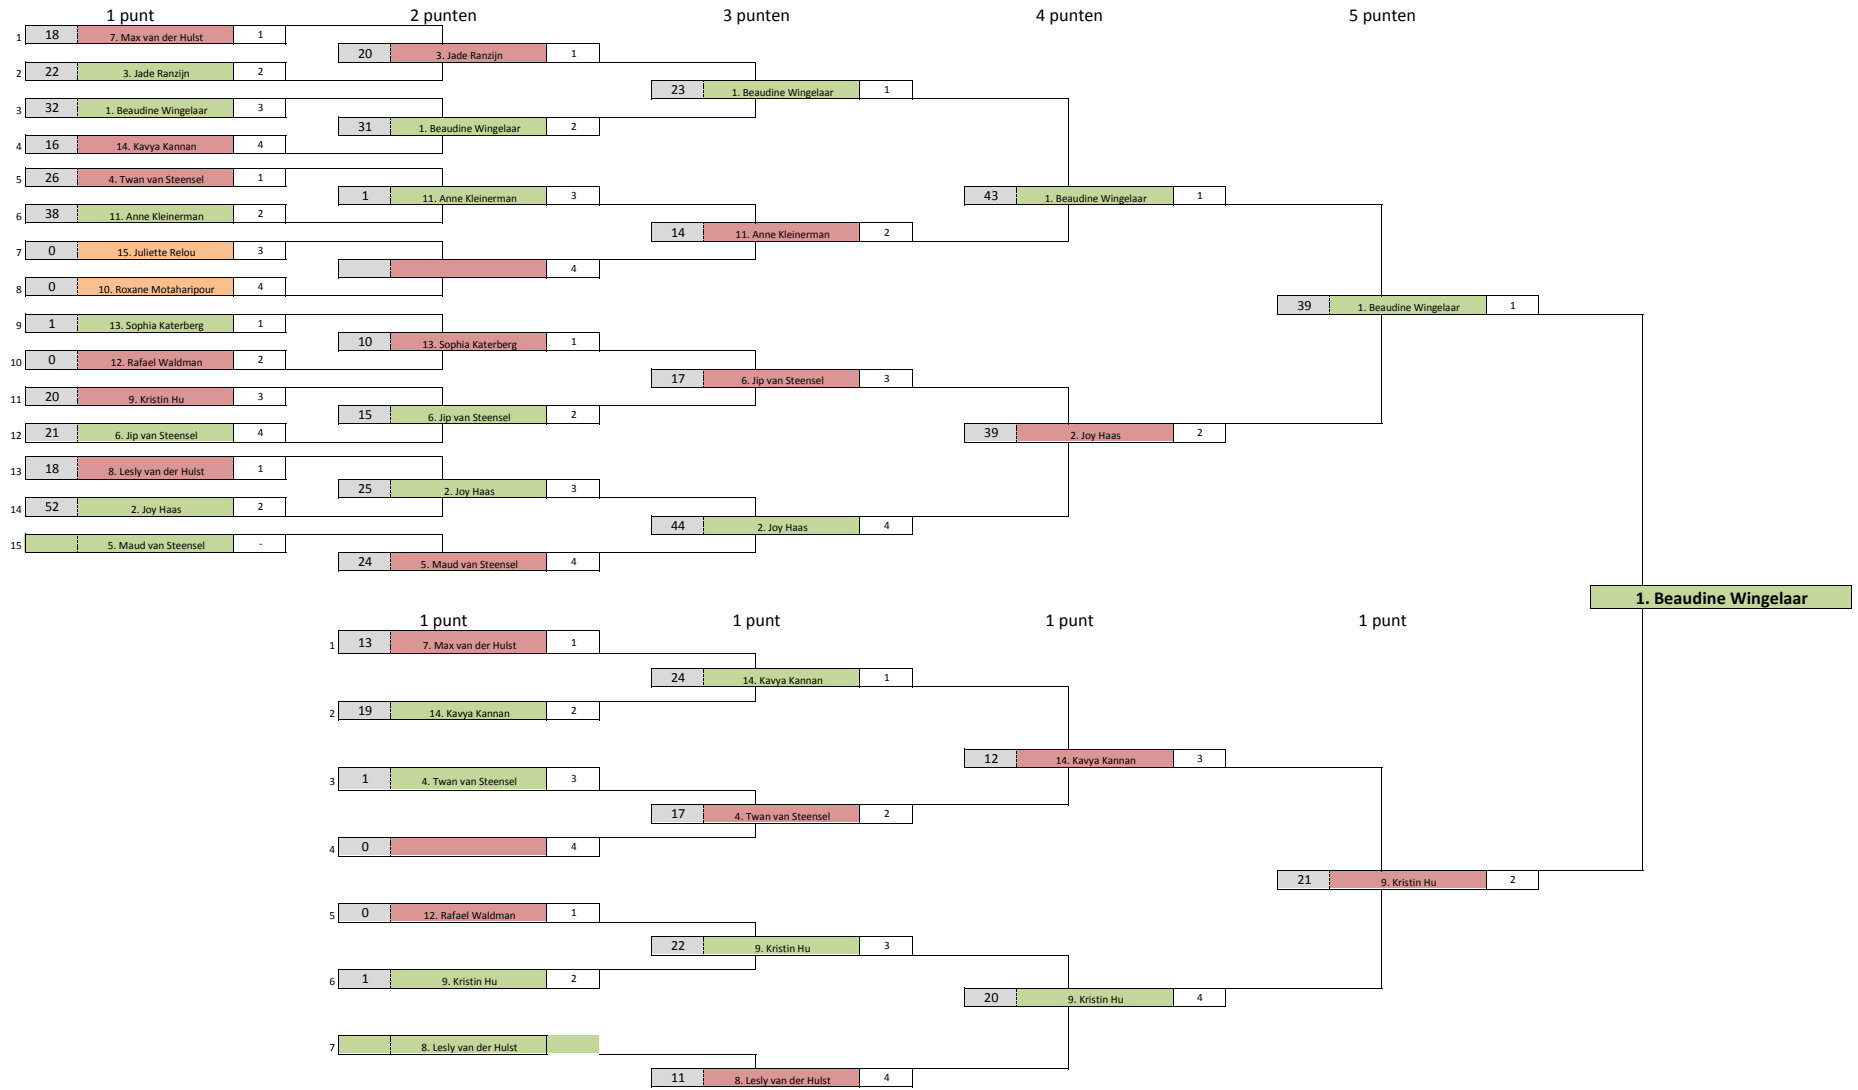 1 punt 2 punten 3 punten 4 punten 5 punten
1 18 7. Max van der Hulst 1
20 3. Jade Ranzijn 1
2 22 3. Jade Ranzijn 2
23 1. Beaudine Wingelaar 1
3 32 1. Beaudine Wingelaar 3
31 1. Beaudine Wingelaar 2
4 16 14. Kavya Kannan 4
5 26 4. Twan van Steensel 1
1 11. Anne Kleinerman 3
43 1. Beaudine Wingelaar 1
6 38 11. Anne Kleinerman 2
14 11. Anne Kleinerman 2
7 0 15. Juliette Relou 3
4
8 0 10. Roxane Motaharipour 4
39 1. Beaudine Wingelaar 1
9 1 13. Sophia Katerberg 1
10 13. Sophia Katerberg 1
10 0 12. Rafael Waldman 2
17 6. Jip van Steensel 3
11 20 9. Kristin Hu 3
15 6. Jip van Steensel 2
12 21 6. Jip van Steensel 4
39 2. Joy Haas 2
13 18 8. Lesly van der Hulst 1
25 2. Joy Haas 3
14 52 2. Joy Haas 2
44 2. Joy Haas 4
15 5. Maud van Steensel -
24 5. Maud van Steensel 4
1. Beaudine Wingelaar
1 punt 1 punt 1 punt 1 punt
1 13 7. Max van der Hulst 1
24 14. Kavya Kannan 1
2 19 14. Kavya Kannan 2
12 14. Kavya Kannan 3
3 1 4. Twan van Steensel 3
17 4. Twan van Steensel 2
4 0 4
21 9. Kristin Hu 2
5 0 12. Rafael Waldman 1
22 9. Kristin Hu 3
6 1 9. Kristin Hu 2
20 9. Kristin Hu 4
7 8. Lesly van der Hulst
11 8. Lesly van der Hulst 4